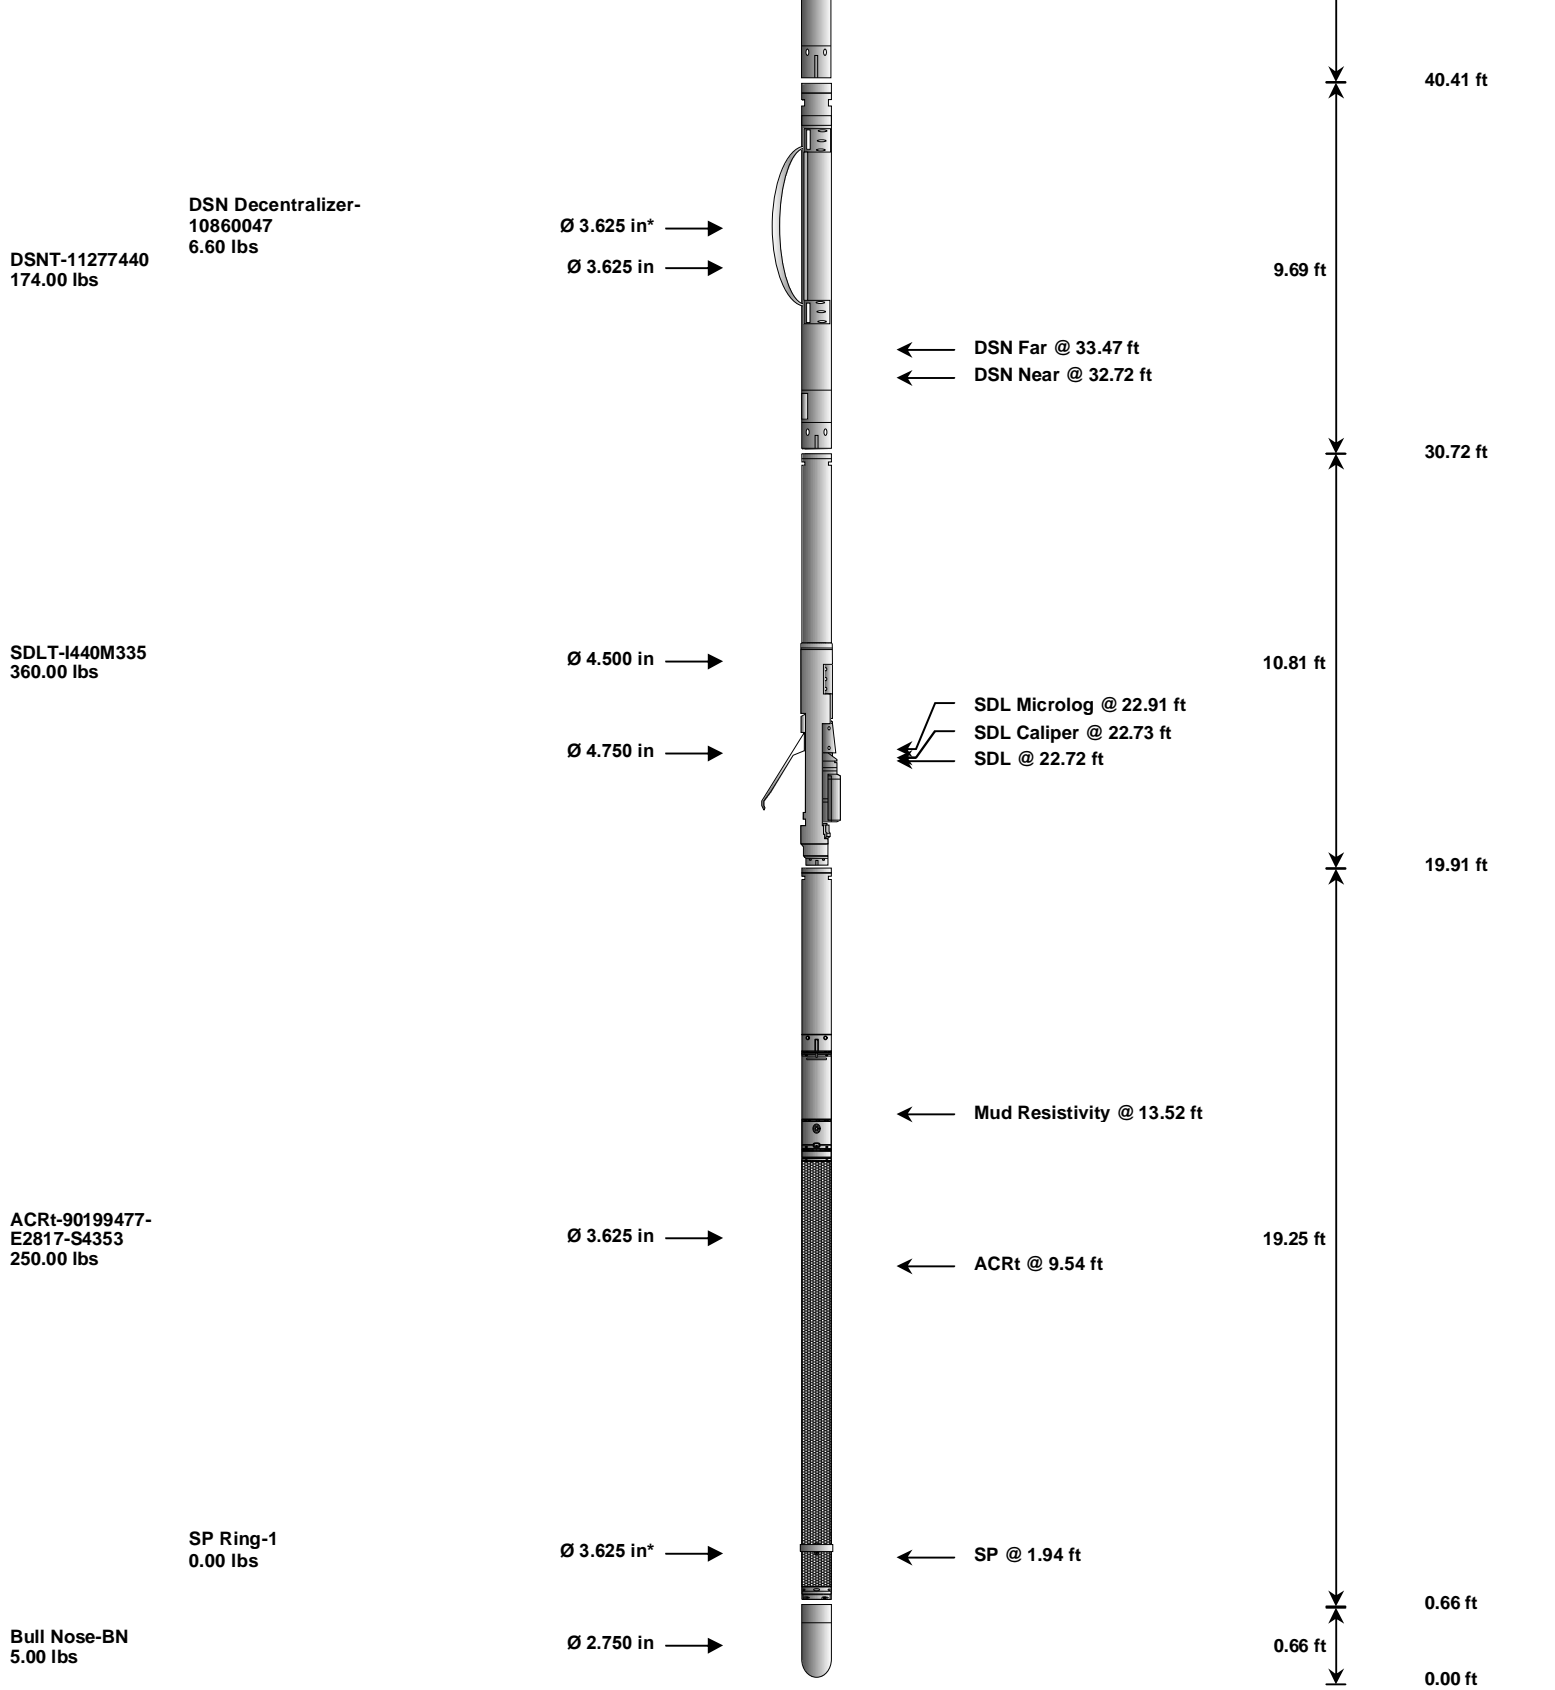 40.41 ft
DSN Decentralizer-
10860047
6.60 lbs
Ø 3.625 in*
DSNT-11277440
174.00 lbs
Ø 3.625 in
9.69 ft
DSN Far @ 33.47 ft
DSN Near @ 32.72 ft
30.72 ft
SDLT-I440M335
360.00 lbs
Ø 4.500 in
10.81 ft
SDL Microlog @ 22.91 ft
SDL Caliper @ 22.73 ft
Ø 4.750 in
SDL @ 22.72 ft
19.91 ft
Mud Resistivity @ 13.52 ft
ACRt-90199477-
E2817-S4353
250.00 lbs
Ø 3.625 in
19.25 ft
ACRt @ 9.54 ft
SP Ring-1
0.00 lbs
Ø 3.625 in*
SP @ 1.94 ft
0.66 ft
Bull Nose-BN
5.00 lbs
Ø 2.750 in
0.66 ft
0.00 ft